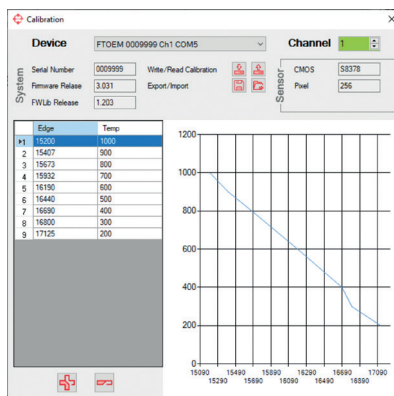 Calibration
Device FTOEM 0009999 Ch1 COM5 Channel 1
System
Serial Number 0009999 Write/Read Calibration
Firmware Relase 3.031 Export/Import
FWLib Release 1.203
Sensor
CMOS S8378
Pixel 256
Edge Temp
1 15200 1000
2 15407 900
3 15673 800
4 15932 700
5 16190 600
6 16440 500
7 16690 400
8 16800 300
9 17125 200
1200
1000
800
600
400
200
0
15090 15490 15890 16290 16690 17090
15290 15690 16090 16490 16890